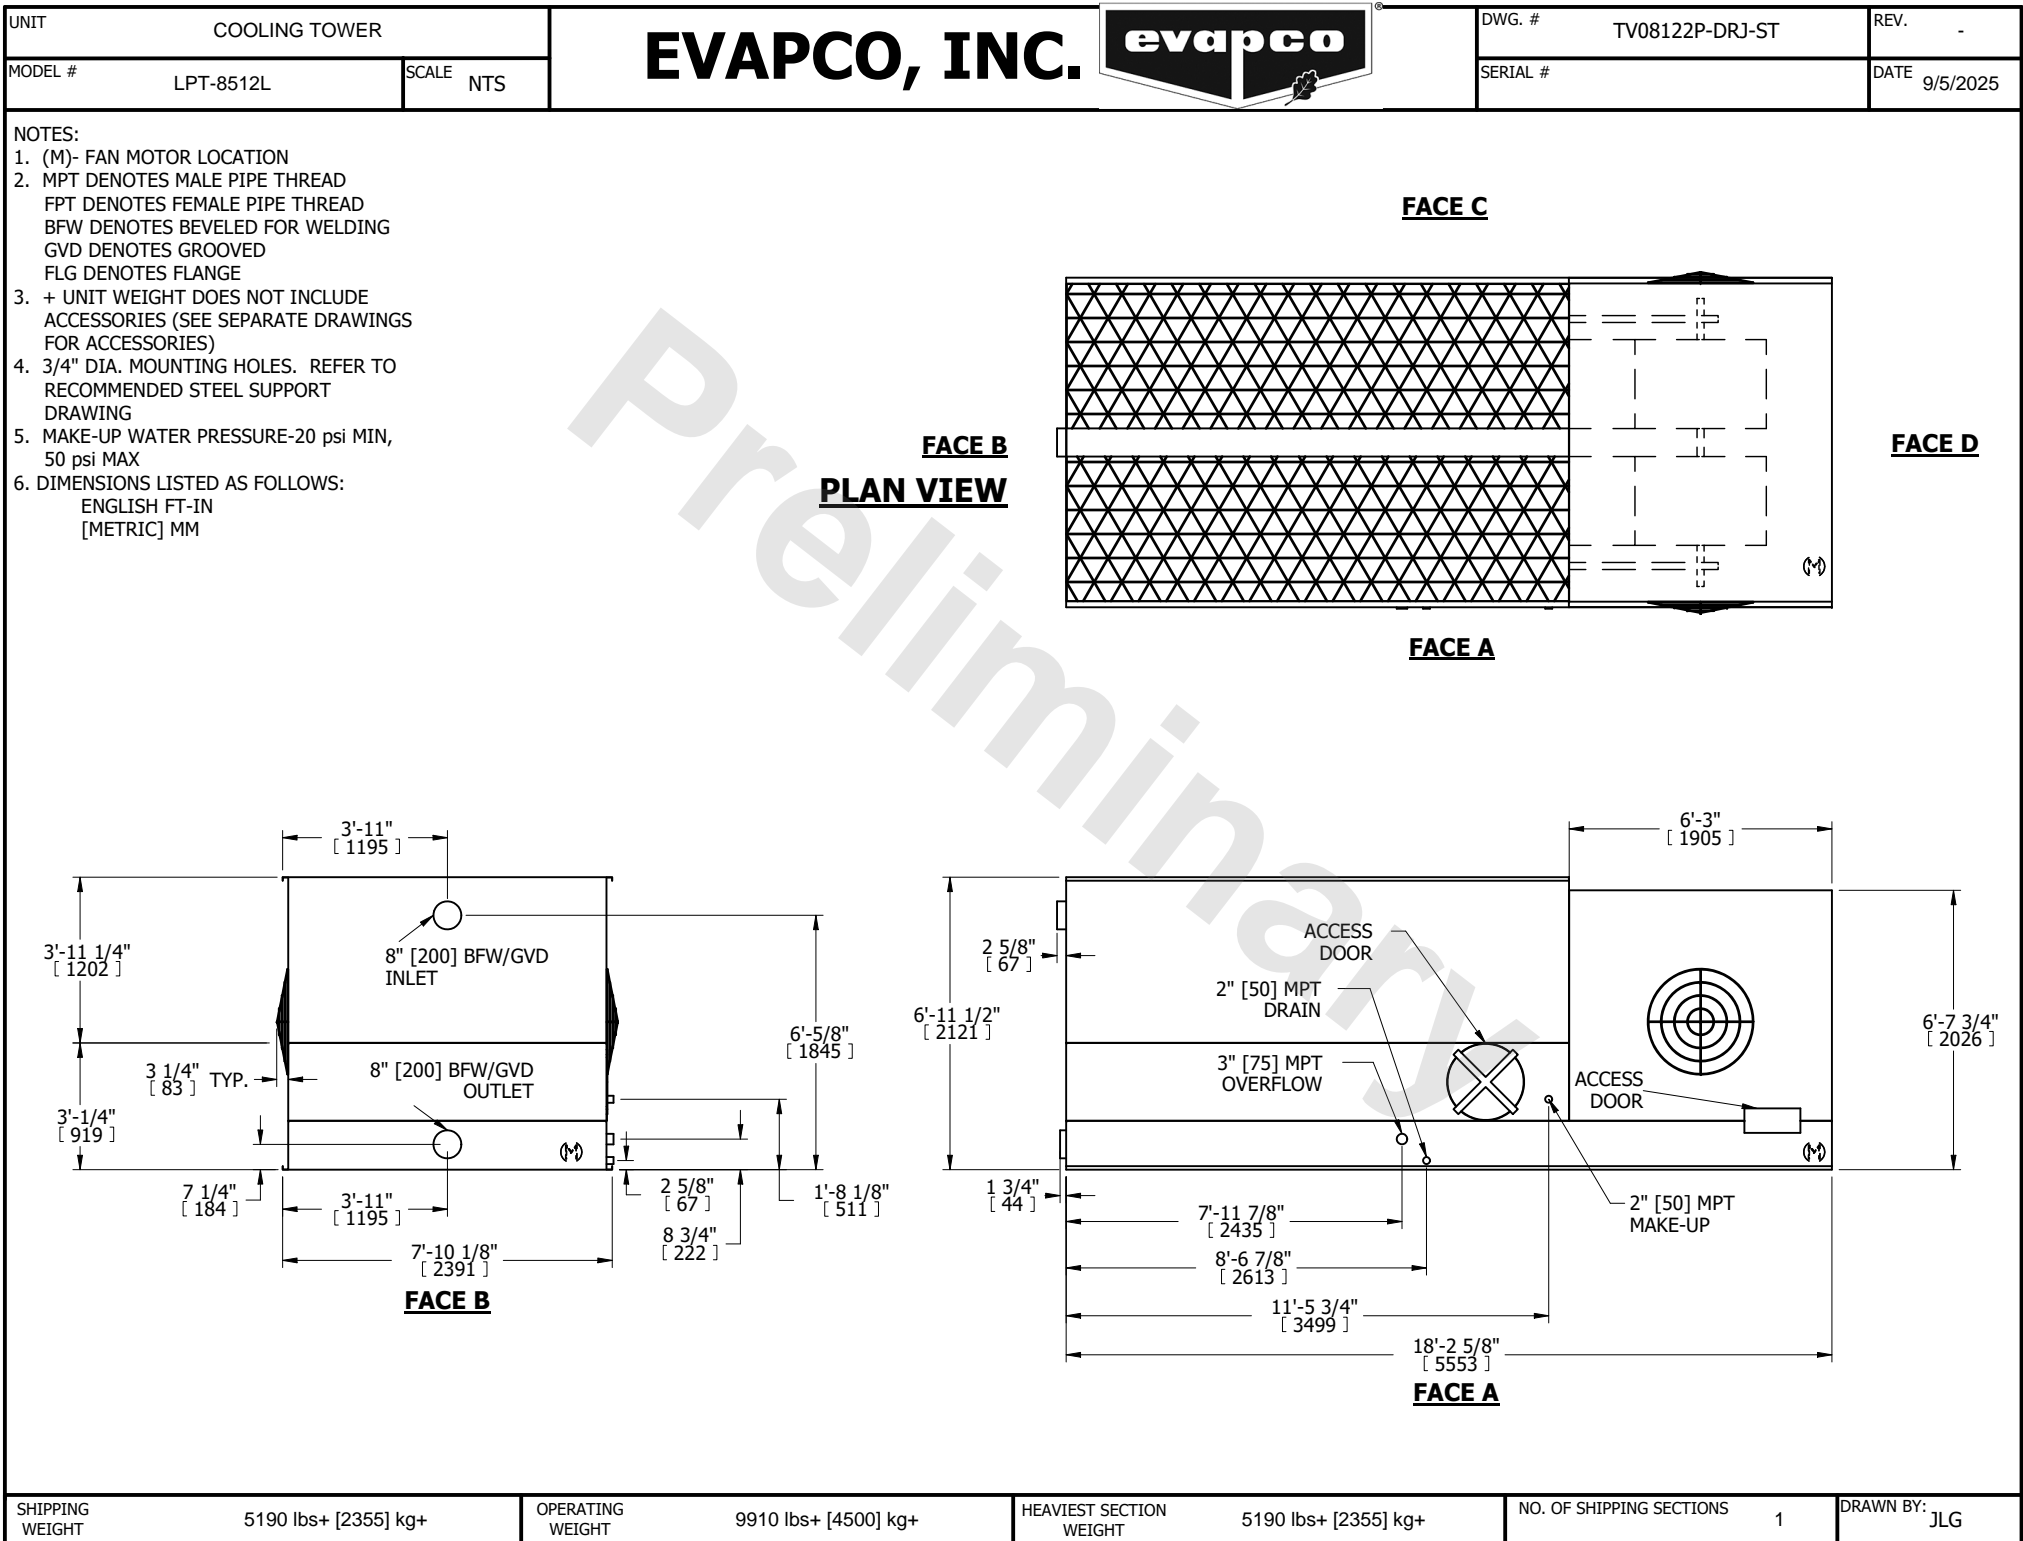 UNIT
COOLING TOWER
MODEL #
LPT-8512L
SCALE
NTS
EVAPCO, INC.
evapco
®
DWG. #
TV08122P-DRJ-ST
REV.
-
SERIAL #
DATE
9/5/2025
NOTES:
1. (M)- FAN MOTOR LOCATION
2. MPT DENOTES MALE PIPE THREAD
FPT DENOTES FEMALE PIPE THREAD
BFW DENOTES BEVELED FOR WELDING
GVD DENOTES GROOVED
FLG DENOTES FLANGE
3. + UNIT WEIGHT DOES NOT INCLUDE
ACCESSORIES (SEE SEPARATE DRAWINGS
FOR ACCESSORIES)
4. 3/4" DIA. MOUNTING HOLES. REFER TO
RECOMMENDED STEEL SUPPORT
DRAWING
5. MAKE-UP WATER PRESSURE-20 psi MIN,
50 psi MAX
6. DIMENSIONS LISTED AS FOLLOWS:
ENGLISH FT-IN
[METRIC] MM
Preliminary
FACE C
FACE B
PLAN VIEW
FACE D
(M)
FACE A
3'-11"
[ 1195 ]
3'-11 1/4"
[ 1202 ]
8" [200] BFW/GVD
INLET
6'-5/8"
[ 1845 ]
3 1/4"
[ 83 ]
TYP.
8" [200] BFW/GVD
OUTLET
3'-1/4"
[ 919 ]
(M)
7 1/4"
[ 184 ]
3'-11"
[ 1195 ]
2 5/8"
[ 67 ]
1'-8 1/8"
[ 511 ]
8 3/4"
[ 222 ]
7'-10 1/8"
[ 2391 ]
FACE B
6'-3"
[ 1905 ]
2 5/8"
[ 67 ]
ACCESS
DOOR
2" [50] MPT
DRAIN
6'-11 1/2"
[ 2121 ]
6'-7 3/4"
[ 2026 ]
3" [75] MPT
OVERFLOW
ACCESS
DOOR
(M)
1 3/4"
[ 44 ]
2" [50] MPT
MAKE-UP
7'-11 7/8"
[ 2435 ]
8'-6 7/8"
[ 2613 ]
11'-5 3/4"
[ 3499 ]
18'-2 5/8"
[ 5553 ]
FACE A
SHIPPING
WEIGHT
5190 lbs+ [2355] kg+
OPERATING
WEIGHT
9910 lbs+ [4500] kg+
HEAVIEST SECTION
WEIGHT
5190 lbs+ [2355] kg+
NO. OF SHIPPING SECTIONS
1
DRAWN BY:
JLG